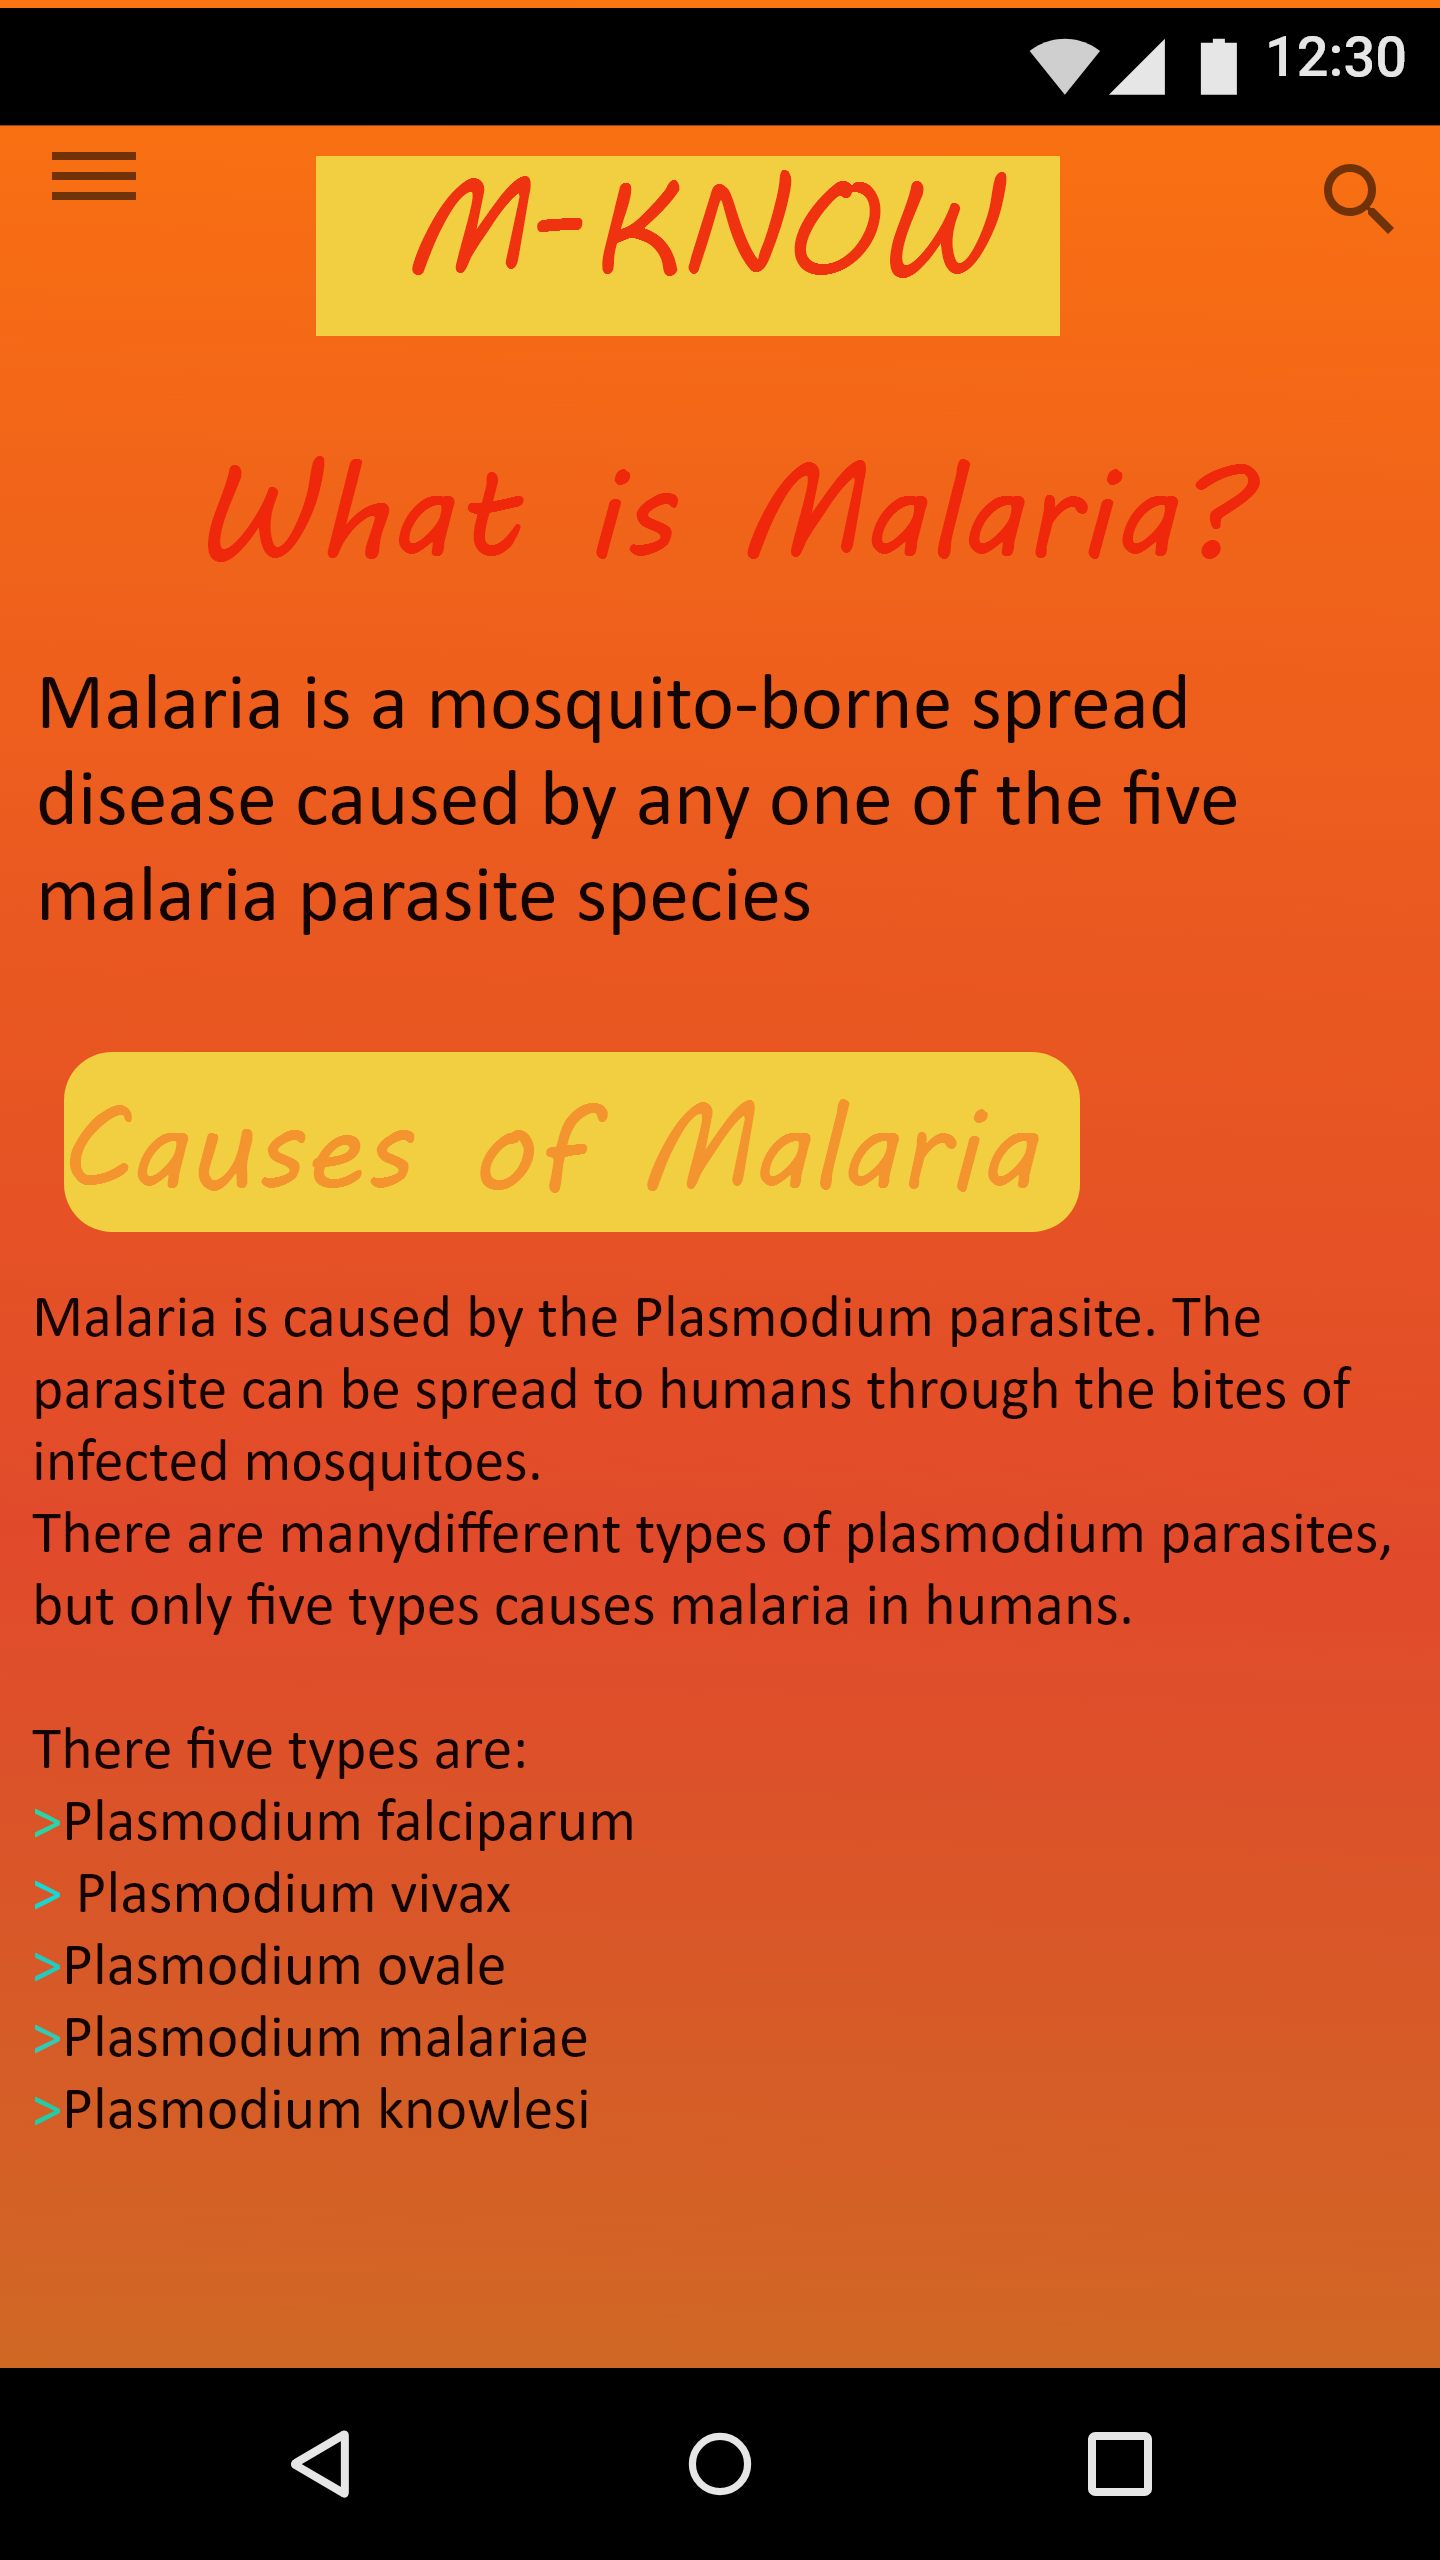 12:30
M-KNOW
What is Malaria?
Malaria is a mosquito-borne spread
disease caused by any one of the five
malaria parasite species
Causes of Malaria
Malaria is caused by the Plasmodium parasite. The
parasite can be spread to humans through the bites of
infected mosquitoes.
There are manydifferent types of plasmodium parasites,
but only five types causes malaria in humans.
There five types are:
>Plasmodium falciparum
> Plasmodium vivax
>Plasmodium ovale
>Plasmodium malariae
>Plasmodium knowlesi